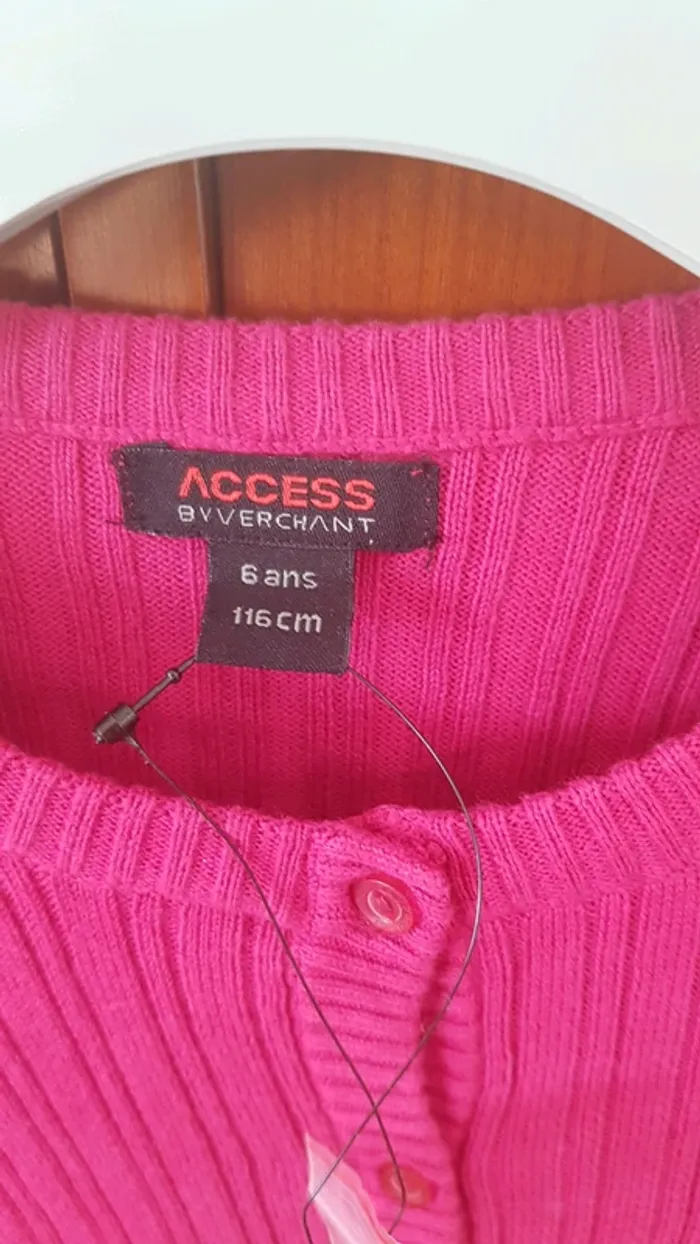 ACCESS
BYVERCHANT
6 ans
116 cm